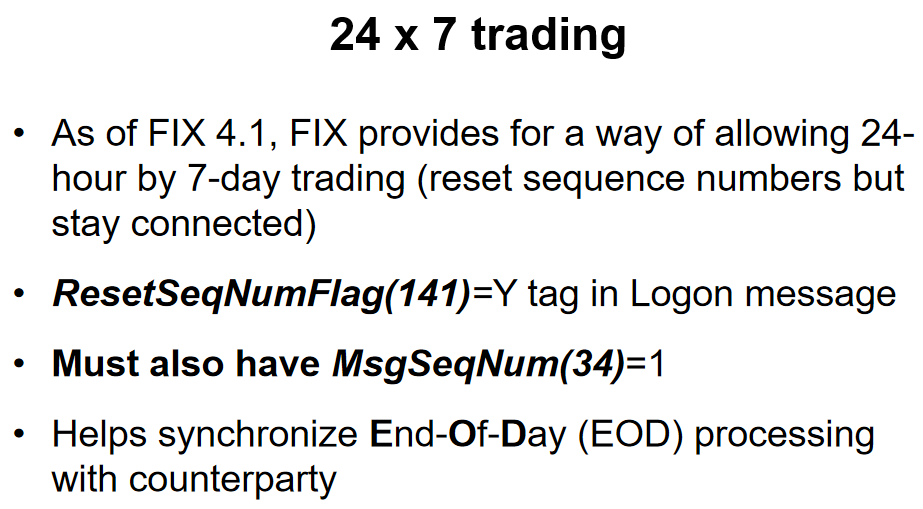 24 x 7 trading
• As of FIX 4.1, FIX provides for a way of allowing 24-
hour by 7-day trading (reset sequence numbers but
stay connected)
• ResetSeqNumFlag(141)=Y tag in Logon message
• Must also have MsgSeqNum(34)=1
• Helps synchronize End-Of-Day (EOD) processing
with counterparty